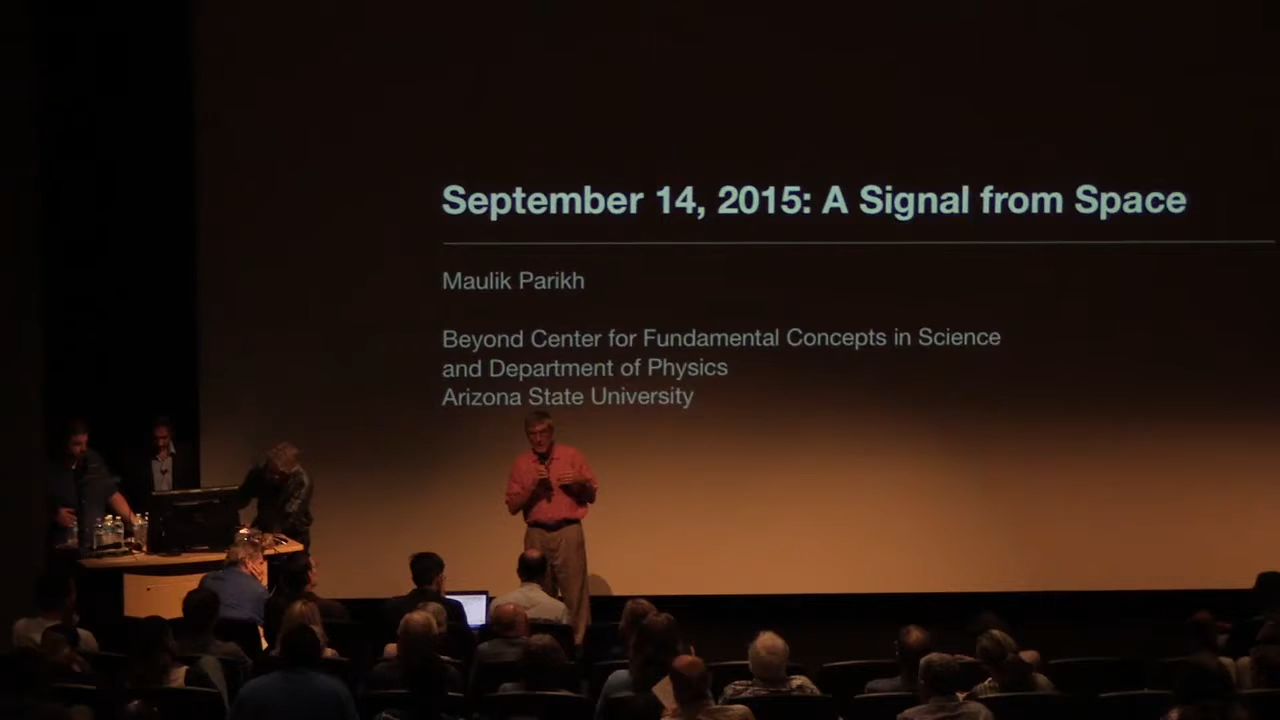 September 14, 2015: A Signal from Space
Maulik Parikh
Beyond Center for Fundamental Concepts in Science
and Department of Physics
Arizona State University